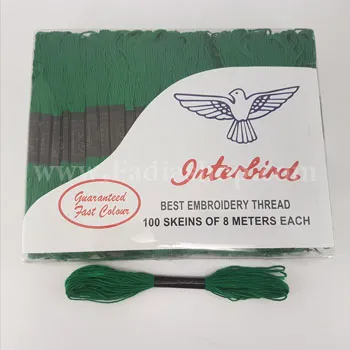 Interbird
Guaranteed
Fast Colour
BEST EMBROIDERY THREAD
100 SKEINS OF 8 METERS EACH